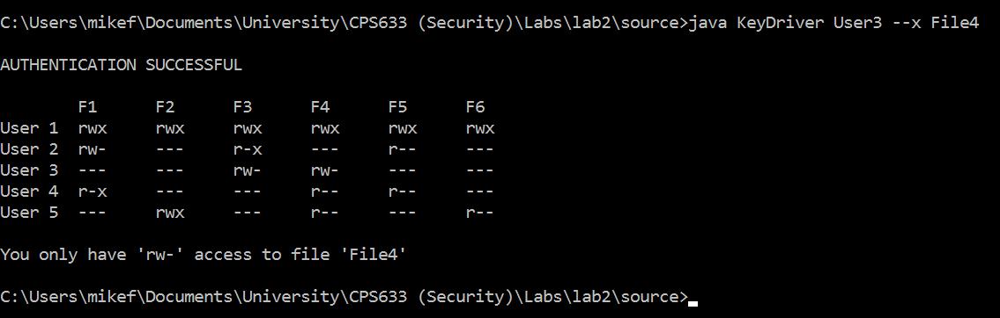 C:\Users\mikef\Documents\University\CPS633 (Security)\Labs\lab2\source>java KeyDriver User3 --x File4
AUTHENTICATION SUCCESSFUL
F1 F2 F3 F4 F5 F6
User 1 rwx rwx rwx rwx rwx rwx
User 2 rw- --- r-x --- r-- ---
User 3 --- --- rw- rw- --- ---
User 4 r-x --- --- r-- r-- ---
User 5 --- rwx --- r-- --- r--
You only have 'rw-' access to file 'File4'
C:\Users\mikef\Documents\University\CPS633 (Security)\Labs\lab2\source>